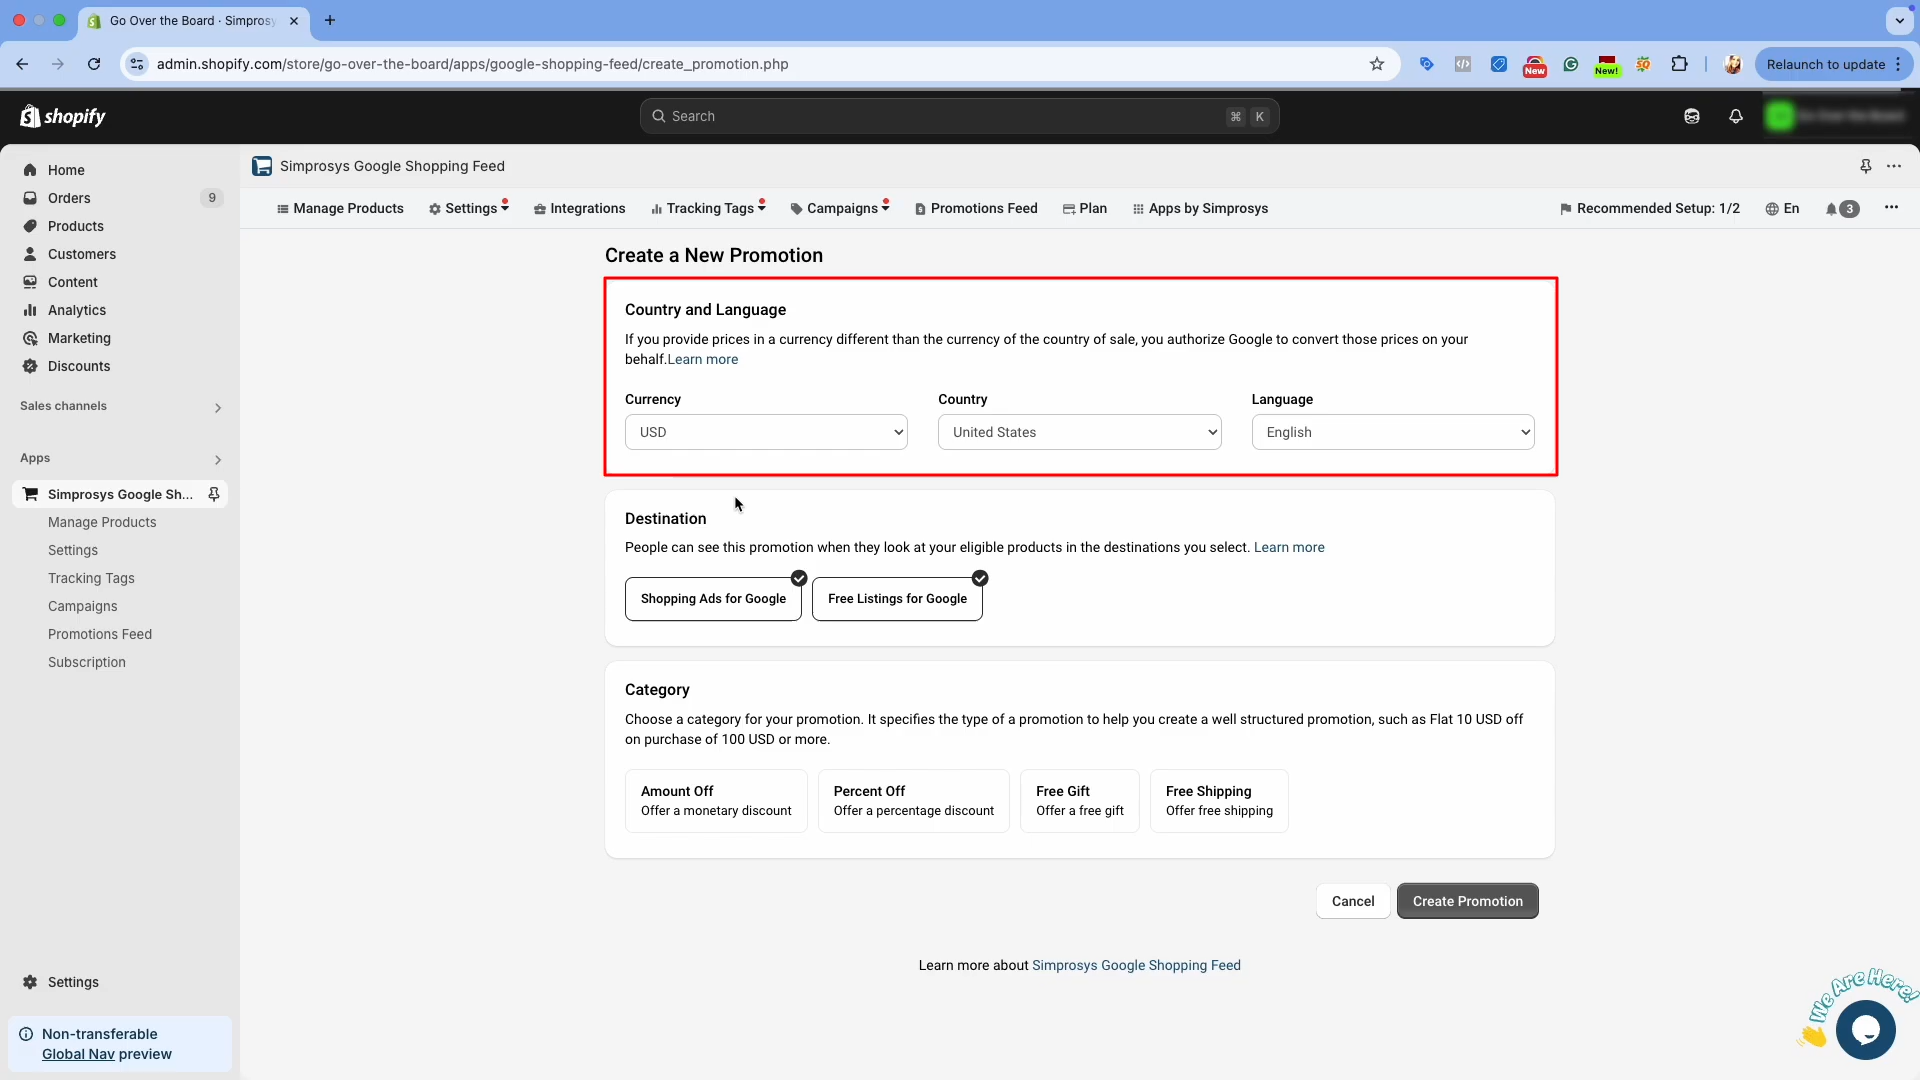 Go Over the Board · Simprosy
admin.shopify.com/store/go-over-the-board/apps/google-shopping-feed/create_promotion.php
New
New!
Relaunch to update
shopify
Search
⌘ K
Home
Orders 9
Products
Customers
Content
Analytics
Marketing
Discounts
Sales channels
Apps
Simprosys Google Sh...
Manage Products
Settings
Tracking Tags
Campaigns
Promotions Feed
Subscription
Settings
Non-transferable
Global Nav preview
Simprosys Google Shopping Feed
Manage Products Settings Integrations Tracking Tags Campaigns Promotions Feed Plan Apps by Simprosys Recommended Setup: 1/2 En 3
Create a New Promotion
Country and Language
If you provide prices in a currency different than the currency of the country of sale, you authorize Google to convert those prices on your
behalf.Learn more
Currency Country Language
USD United States English
Destination
People can see this promotion when they look at your eligible products in the destinations you select. Learn more
Shopping Ads for Google Free Listings for Google
Category
Choose a category for your promotion. It specifies the type of a promotion to help you create a well structured promotion, such as Flat 10 USD off
on purchase of 100 USD or more.
Amount Off Percent Off Free Gift Free Shipping
Offer a monetary discount Offer a percentage discount Offer a free gift Offer free shipping
Cancel Create Promotion
Learn more about Simprosys Google Shopping Feed
We Are Here!